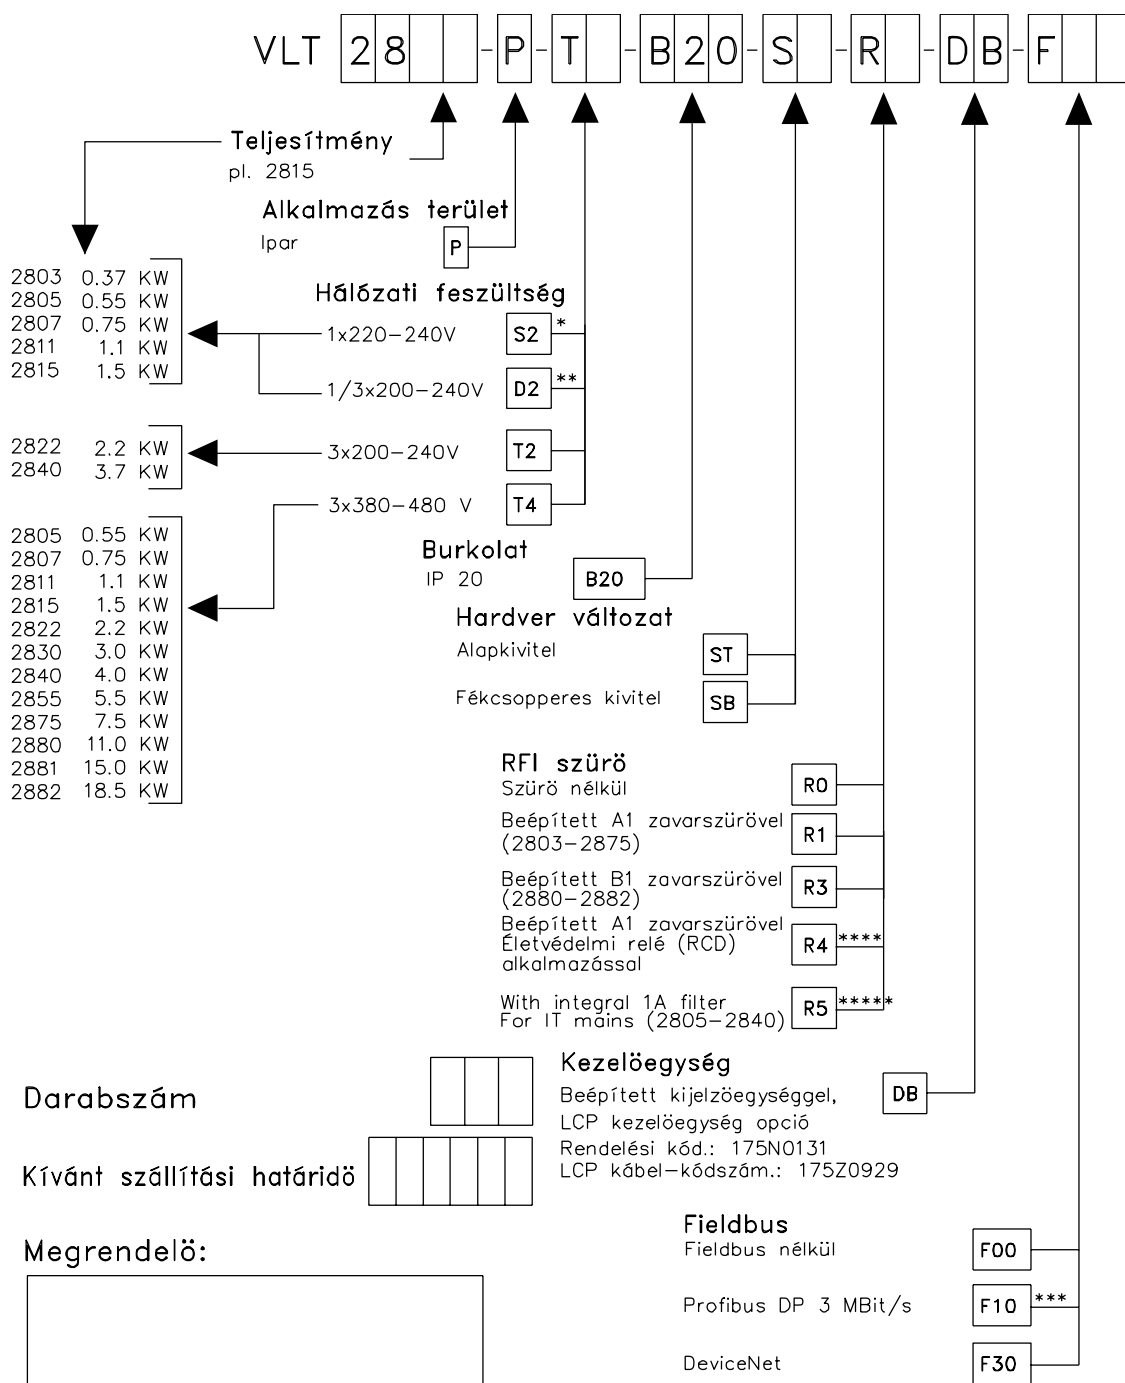 VLT 28 -P-T -B20-S -R -DB-F
Teljesítmény
pl. 2815
Alkalmazás terület
Ipar
P
2803 0.37 KW
2805 0.55 KW
2807 0.75 KW
2811 1.1 KW
2815 1.5 KW
Hálózati feszültség
1x220-240V S2 *
1/3x200-240V D2 **
2822 2.2 KW
2840 3.7 KW
3x200-240V T2
3x380-480 V T4
2805 0.55 KW
2807 0.75 KW
2811 1.1 KW
2815 1.5 KW
2822 2.2 KW
2830 3.0 KW
2840 4.0 KW
2855 5.5 KW
2875 7.5 KW
2880 11.0 KW
2881 15.0 KW
2882 18.5 KW
Burkolat
IP 20 B20
Hardver változat
Alapkivitel ST
Fékcsopperes kivitel SB
RFI szürö
Szürö nélkül R0
Beépített A1 zavarszürövel
(2803-2875) R1
Beépített B1 zavarszürövel
(2880-2882) R3
Beépített A1 zavarszürövel
Életvédelmi relé (RCD)
alkalmazással R4 ****
With integral 1A filter
For IT mains (2805-2840) R5 *****
Kezelöegység
Beépített kijelzöegységgel, DB
LCP kezelöegység opció
Rendelési kód.: 175N0131
LCP kábel-kódszám.: 175Z0929
Darabszám
Kívánt szállítási határidö
Megrendelö:
Fieldbus
Fieldbus nélkül F00
Profibus DP 3 MBit/s F10 ***
DeviceNet F30